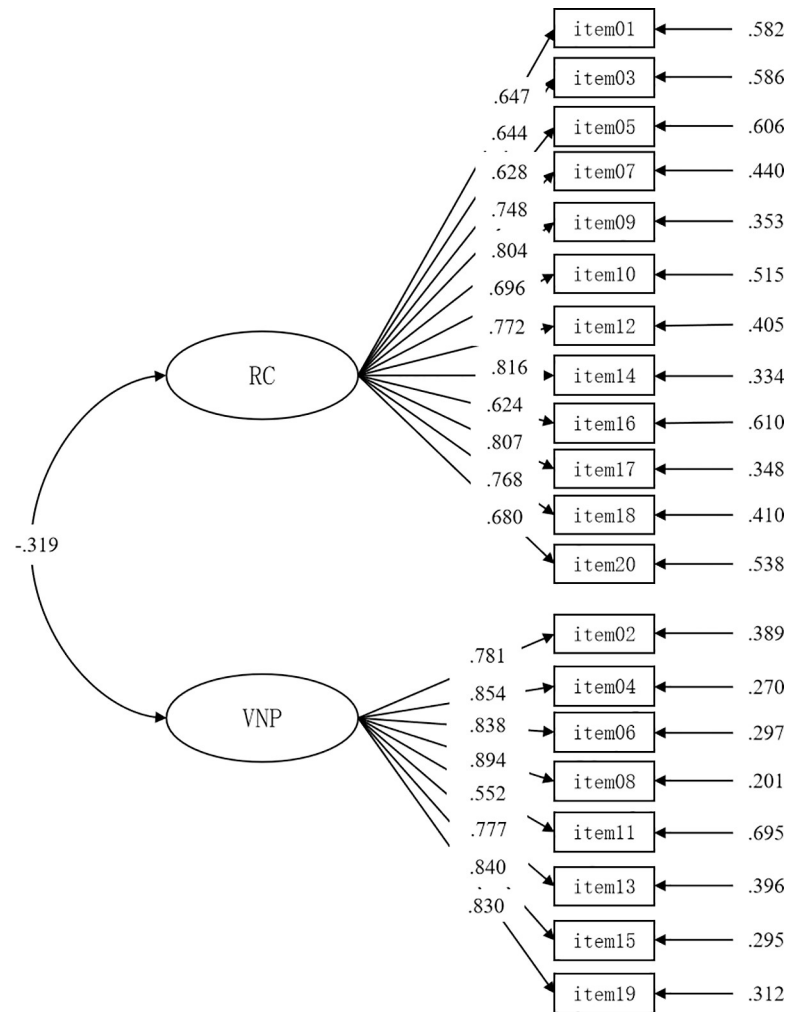 item01 .582
.647
item03 .586
.644
item05 .606
.628
item07 .440
.748
item09 .353
.804
item10 .515
.696
item12 .405
.772
RC
.816
item14 .334
.624
item16 .610
.807
item17 .348
.768
item18 .410
.680
-.319
item20 .538
item02 .389
.781
item04 .270
.854
VNP
.838
item06 .297
.894
item08 .201
.552
item11 .695
.777
.840
item13 .396
.830
item15 .295
item19 .312